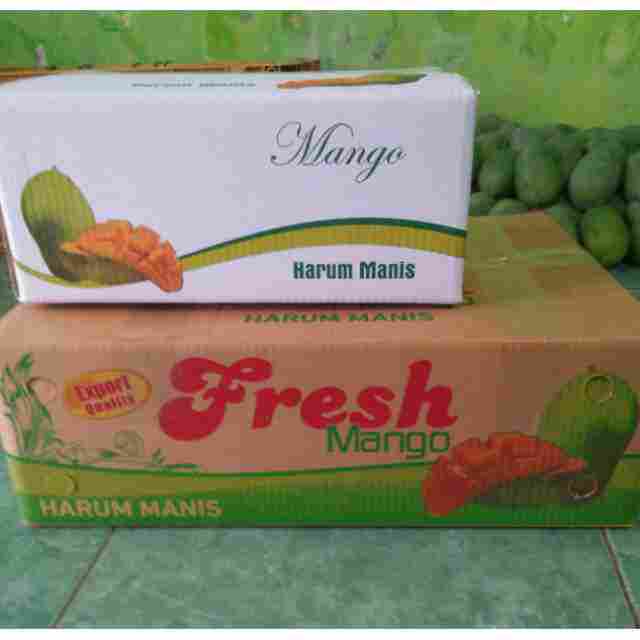 Mango
Harum Manis
HARUM MANIS
Export
Quality
Fresh
Mango
HARUM MANIS